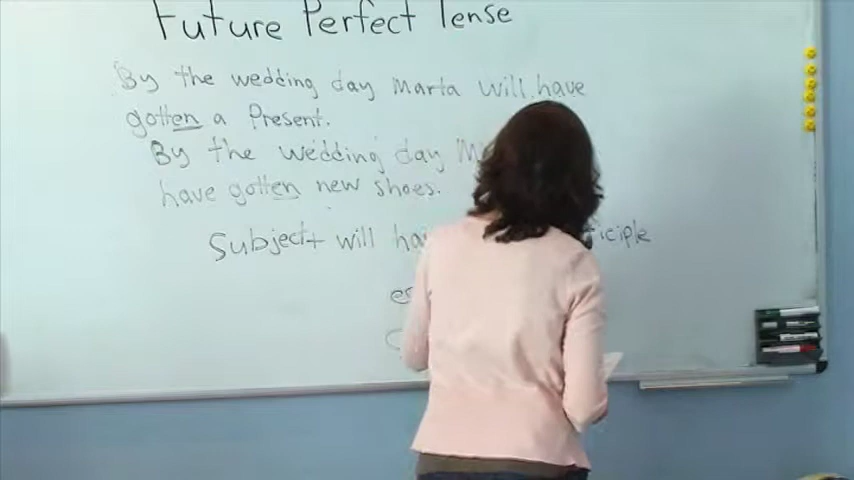 Future Perfect Tense
By the wedding day Marta will have
gotten a Present.
By the wedding day
have gotten new shoes.
Subject + will